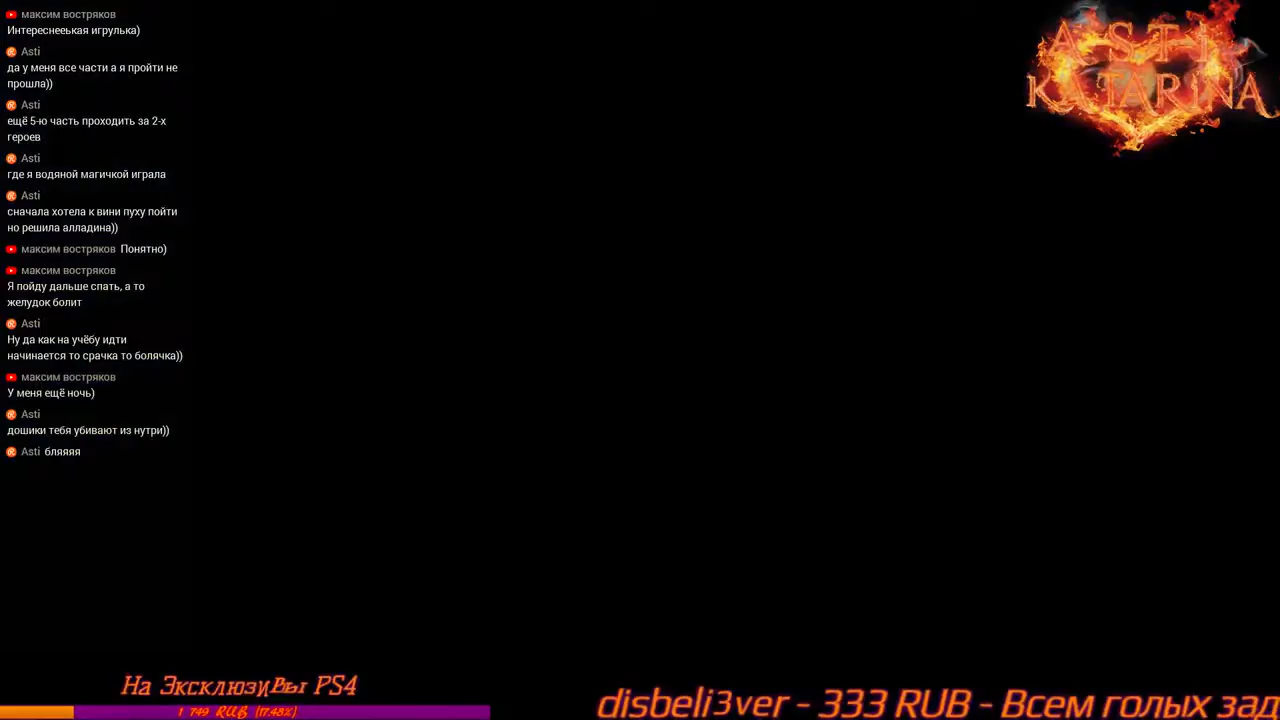 максим востряков
Интереснееькая игрулька)
Asti
да у меня все части а я пройти не
прошла))
Asti
ещё 5-ю часть проходить за 2-х
героев
Asti
где я водяной магичкой играла
Asti
сначала хотела к вини пуху пойти
но решила алладина))
максим востряков Понятно)
максим востряков
Я пойду дальше спать, а то
желудок болит
Asti
Ну да как на учёбу идти
начинается то срачка то болячка))
максим востряков
У меня ещё ночь)
Asti
дошики тебя убивают из нутри))
Asti бляяяя
ASTI
KATARINA
На Эксклюзивы PS4
1 749 RUB (17.48%)
disbeli3ver - 333 RUB - Всем голых зад